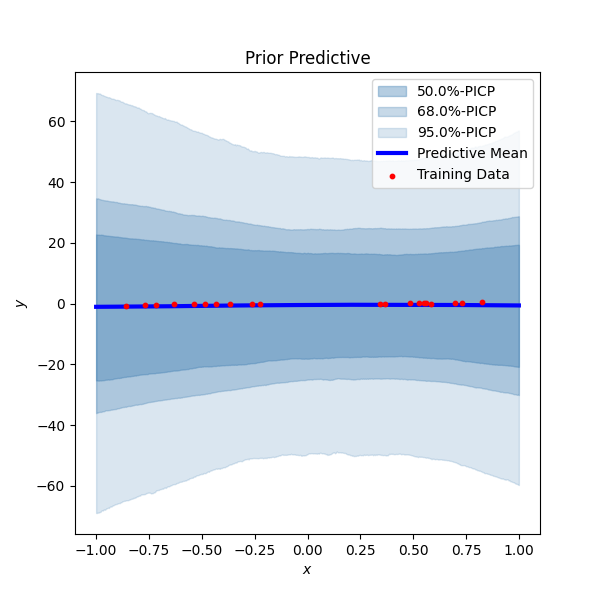 Prior Predictive
50.0%-PICP
68.0%-PICP
95.0%-PICP
Predictive Mean
Training Data
y
60
40
20
0
−20
−40
−60
−1.00 −0.75 −0.50 −0.25 0.00 0.25 0.50 0.75 1.00
x